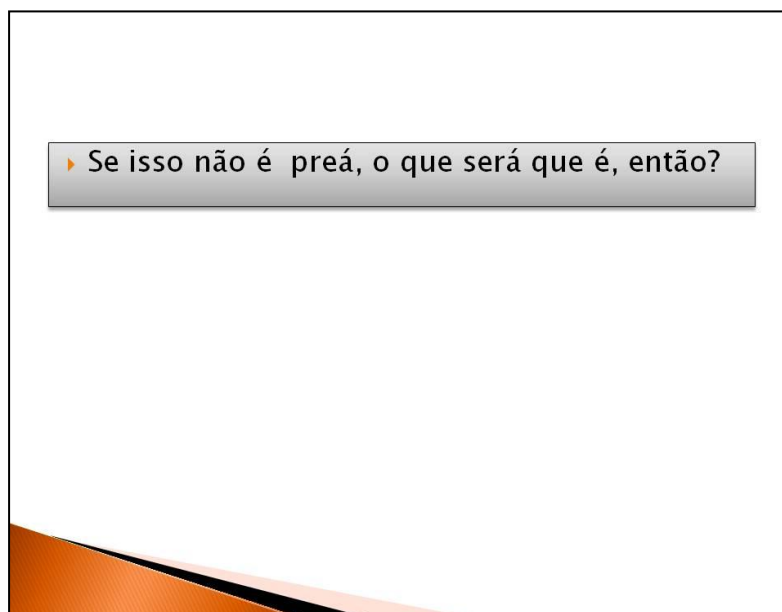 Se isso não é  preá, o que será que é, então?